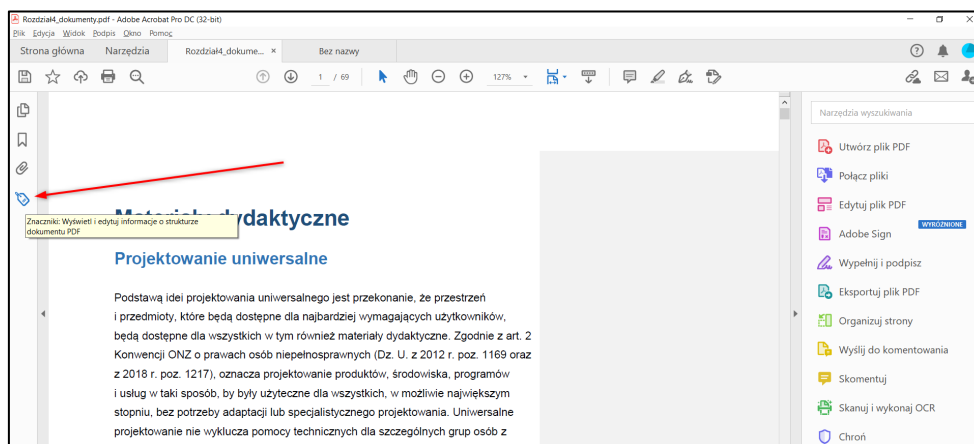 Rozdział4_dokumenty.pdf - Adobe Acrobat Pro DC (32-bit)
Plik Edycja Widok Podpis Okno Pomoc
Strona główna Narzędzia Rozdział4_dokume... × Bez nazwy
1 / 69 127%
Narzędzia wyszukiwania
Utwórz plik PDF
Połącz pliki
Edytuj plik PDF
WYRÓŻNIONE
Adobe Sign
Wypełnij i podpisz
Eksportuj plik PDF
Organizuj strony
Wyślij do komentowania
Skomentuj
Skanuj i wykonaj OCR
Chroń
Znaczniki: Wyświetl i edytuj informacje o strukturze
dokumentu PDF
Materiały dydaktyczne
Projektowanie uniwersalne
Podstawą idei projektowania uniwersalnego jest przekonanie, że przestrzeń
i przedmioty, które będą dostępne dla najbardziej wymagających użytkowników,
będą dostępne dla wszystkich w tym również materiały dydaktyczne. Zgodnie z art. 2
Konwencji ONZ o prawach osób niepełnosprawnych (Dz. U. z 2012 r. poz. 1169 oraz
z 2018 r. poz. 1217), oznacza projektowanie produktów, środowiska, programów
i usług w taki sposób, by były użyteczne dla wszystkich, w możliwie największym
stopniu, bez potrzeby adaptacji lub specjalistycznego projektowania. Uniwersalne
projektowanie nie wyklucza pomocy technicznych dla szczególnych grup osób z